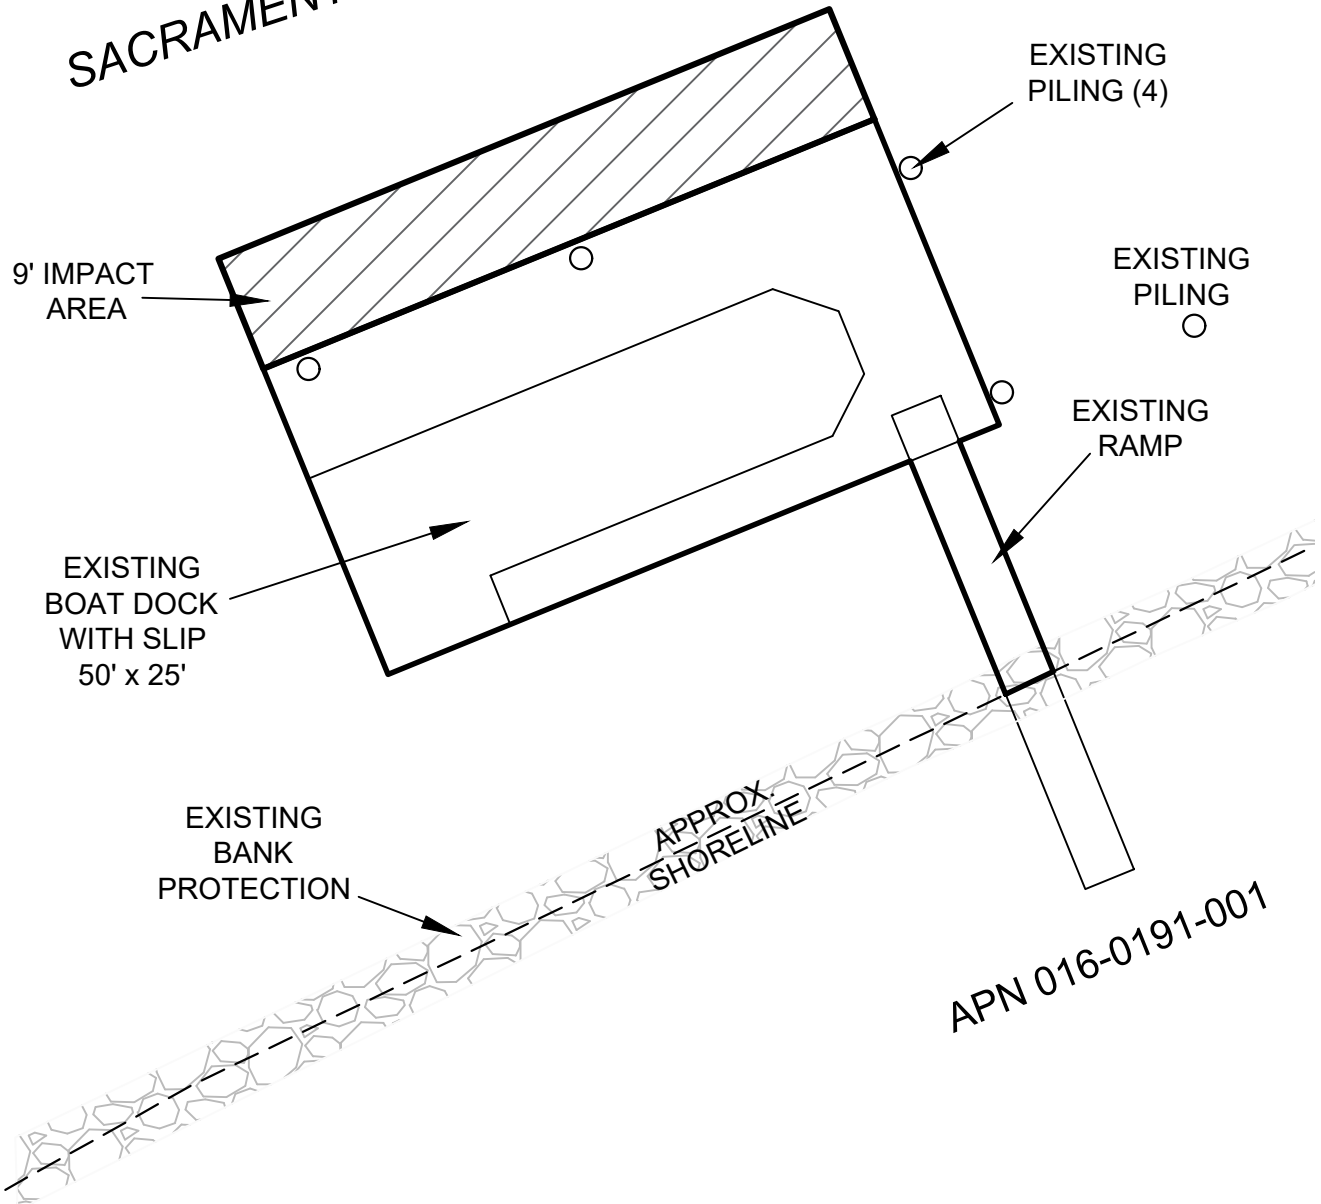 SACRAMEN
EXISTING
PILING (4)
9' IMPACT
AREA
EXISTING
PILING
EXISTING
RAMP
EXISTING
BOAT DOCK
WITH SLIP
50' x 25'
APPROX.
SHORELINE
EXISTING
BANK
PROTECTION
APN 016-0191-001